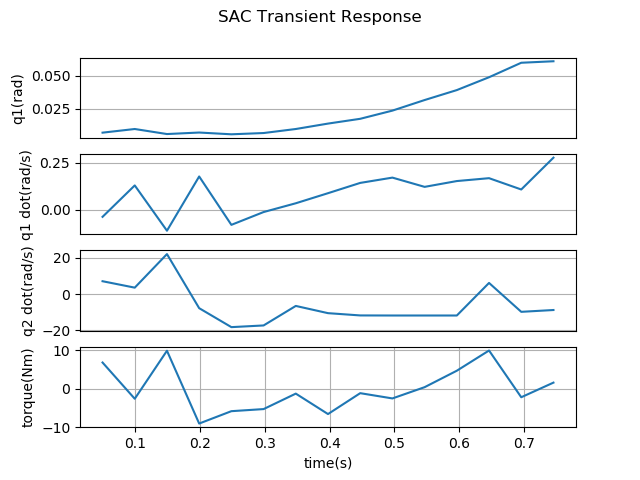 SAC Transient Response
q1(rad)
0.050
0.025
q1 dot(rad/s)
0.25
0.00
q2 dot(rad/s)
20
0
−20
torque(Nm)
10
0
−10
0.1 0.2 0.3 0.4 0.5 0.6 0.7
time(s)